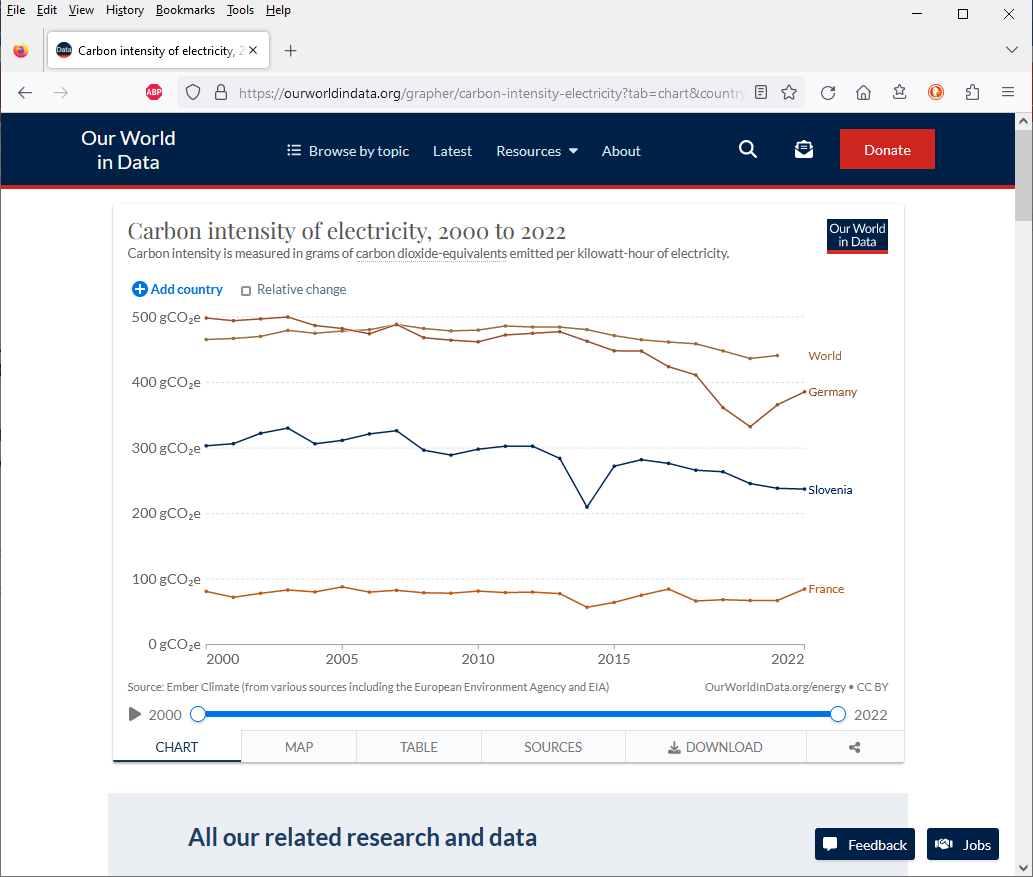 File Edit View History Bookmarks Tools Help
Data Carbon intensity of electricity, 2
ABP https://ourworldindata.org/grapher/carbon-intensity-electricity?tab=chart&country
Our World
in Data
Browse by topic Latest Resources About Donate
Carbon intensity of electricity, 2000 to 2022
Our World
in Data
Carbon intensity is measured in grams of carbon dioxide-equivalents emitted per kilowatt-hour of electricity.
Add country Relative change
500 gCO₂e
World
400 gCO₂e
Germany
300 gCO₂e
Slovenia
200 gCO₂e
100 gCO₂e
France
0 gCO₂e
2000 2005 2010 2015 2022
Source: Ember Climate (from various sources including the European Environment Agency and EIA) OurWorldInData.org/energy • CC BY
2000 2022
CHART MAP TABLE SOURCES DOWNLOAD
All our related research and data
Feedback Jobs